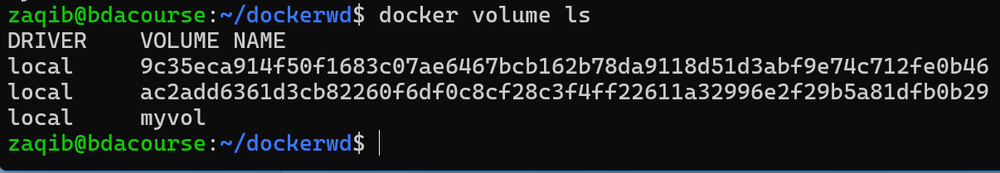 zaqib@bdacourse:~/dockerwd$ docker volume ls
DRIVER    VOLUME NAME
local     9c35eca914f50f1683c07ae6467bcb162b78da9118d51d3abf9e74c712fe0b46
local     ac2add6361d3cb82260f6df0c8cf28c3f4ff22611a32996e2f29b5a81dfb0b29
local     myvol
zaqib@bdacourse:~/dockerwd$